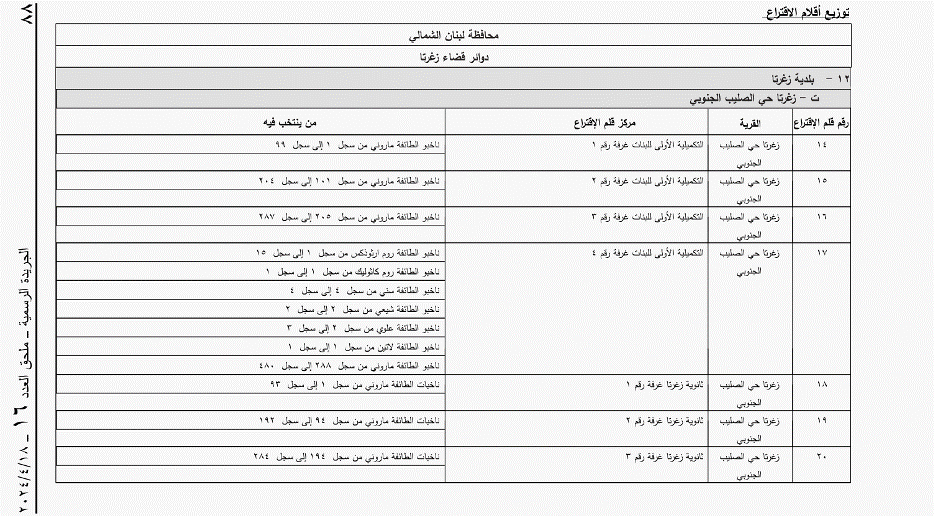 توزيع أقلام الاقتراع
٨٨
محافظة لبنان الشمالي
دوائر قضاء زغرتا
١٢ - بلدية زغرتا
ت - زغرتا حي الصليب الجنوبي
رقم قلم الإقتراع القرية مركز قلم الإقتراع من ينتخب فيه
١٤ زغرتا حي الصليب التكميلية الأولى للبنات غرفة رقم ١ ناخبو الطائفة ماروني من سجل ١ إلى سجل ٩٩
الجنوبي
١٥ زغرتا حي الصليب التكميلية الأولى للبنات غرفة رقم ٢ ناخبو الطائفة ماروني من سجل ١٠١ إلى سجل ٢٠٤
الجنوبي
١٦ زغرتا حي الصليب التكميلية الأولى للبنات غرفة رقم ٣ ناخبو الطائفة ماروني من سجل ٢٠٥ إلى سجل ٢٨٧
الجنوبي
١٧ زغرتا حي الصليب التكميلية الأولى للبنات غرفة رقم ٤ ناخبو الطائفة روم ارثوذكس من سجل ١ إلى سجل ١٥
الجنوبي ناخبو الطائفة روم كاثوليك من سجل ١ إلى سجل ١
ناخبو الطائفة سني من سجل ٤ إلى سجل ٤
ناخبو الطائفة شيعي من سجل ٢ إلى سجل ٢
ناخبو الطائفة علوي من سجل ٢ إلى سجل ٣
ناخبو الطائفة لاتين من سجل ١ إلى سجل ١
ناخبو الطائفة ماروني من سجل ٢٨٨ إلى سجل ٤٨٠
١٨ زغرتا حي الصليب ثانوية زغرتا غرفة رقم ١ ناخبات الطائفة ماروني من سجل ١ إلى سجل ٩٣
الجنوبي
١٩ زغرتا حي الصليب ثانوية زغرتا غرفة رقم ٢ ناخبات الطائفة ماروني من سجل ٩٤ إلى سجل ١٩٢
الجنوبي
٢٠ زغرتا حي الصليب ثانوية زغرتا غرفة رقم ٣ ناخبات الطائفة ماروني من سجل ١٩٤ إلى سجل ٢٨٤
الجنوبي
الجريدة الرسمية ـ ملحق العدد ١٦ ـ ٢٠٢٤/٤/١٨